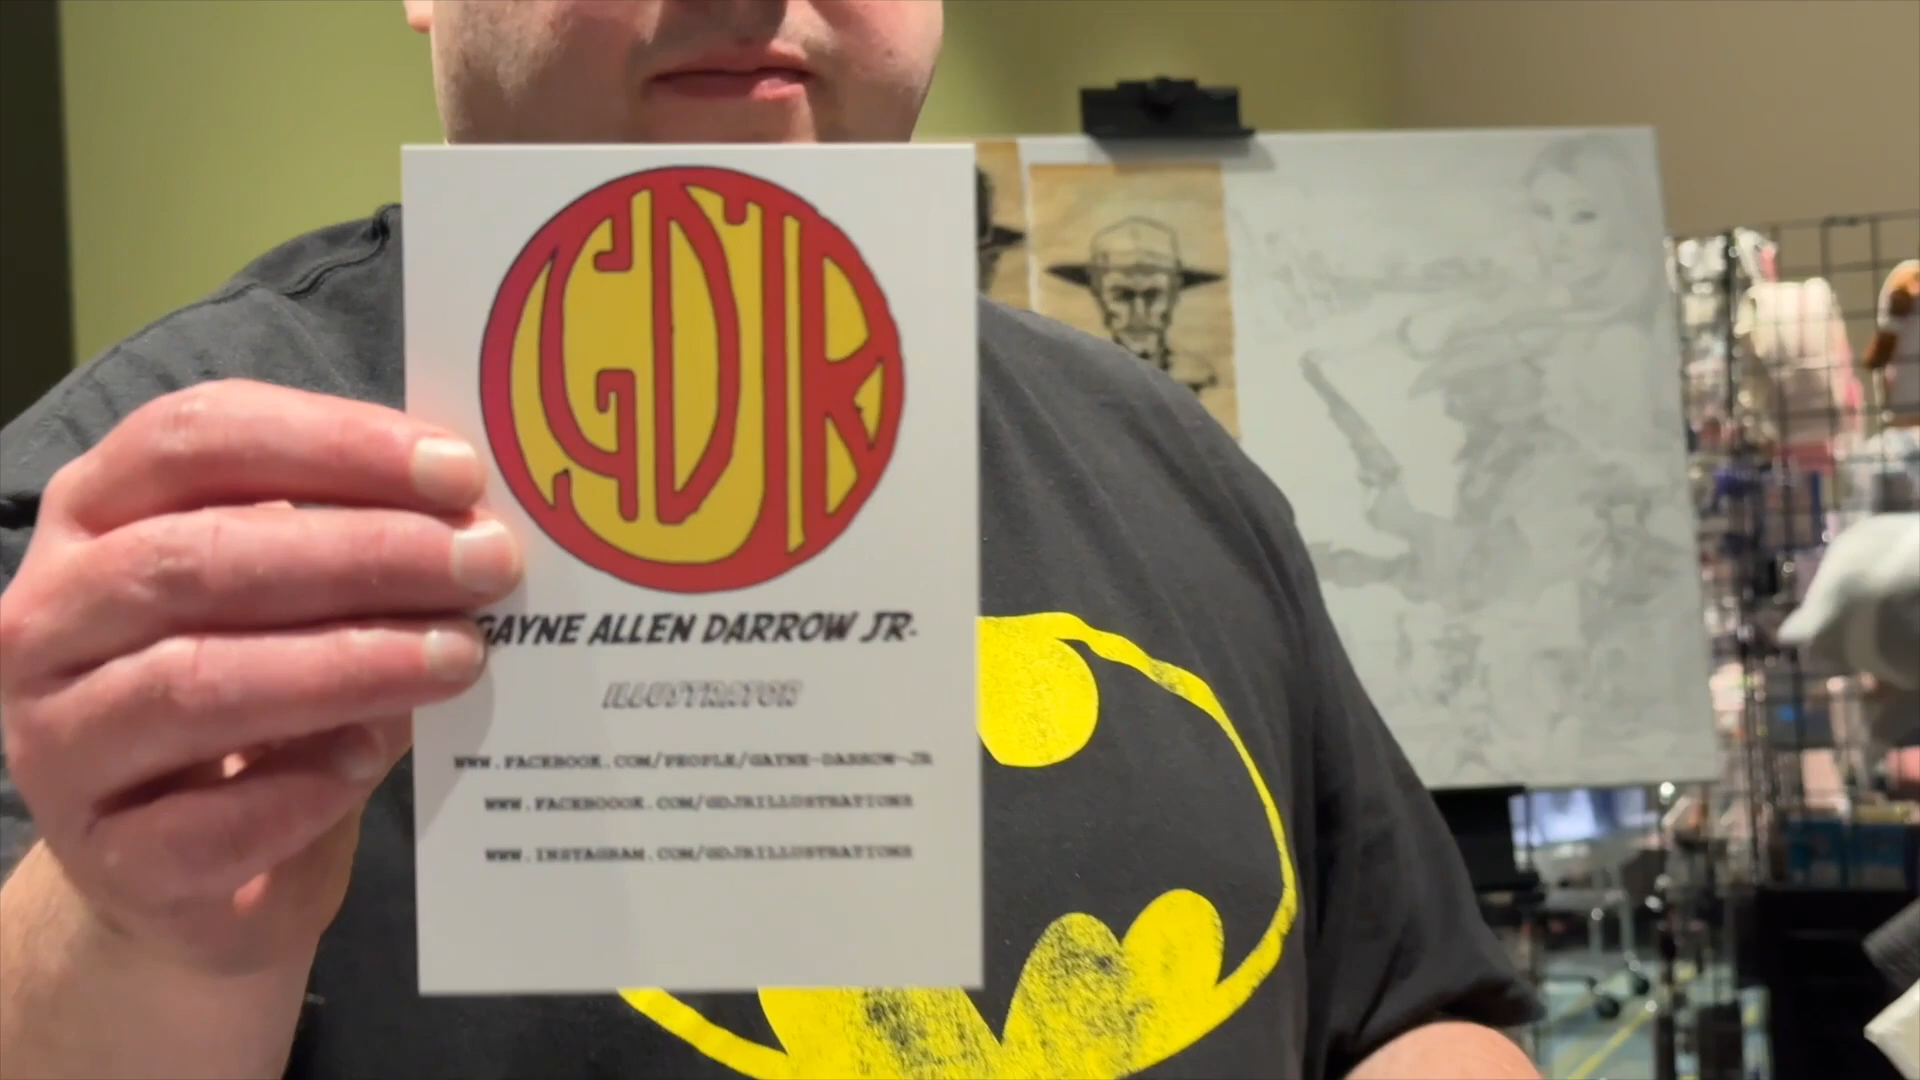 GDJR
GAYNE ALLEN DARROW JR.
ILLUSTRATOR
WWW.FACEBOOK.COM/PEOPLE/GAYNE-DARROW-JR
WWW.FACEBOOOK.COM/GDJRILLUSTRATIONS
WWW.INSTAGRAM.COM/GDJRILLUSTRATIONS